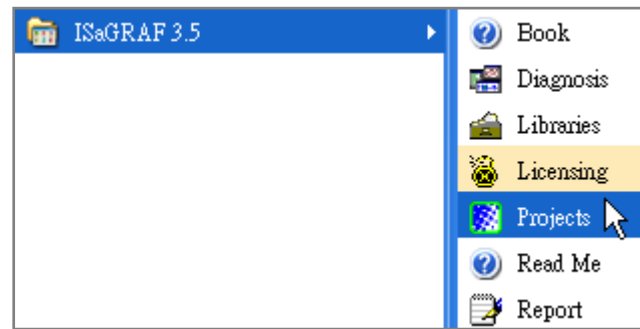 ISaGRAF 3.5
Book
Diagnosis
Libraries
Licensing
Projects
Read Me
Report